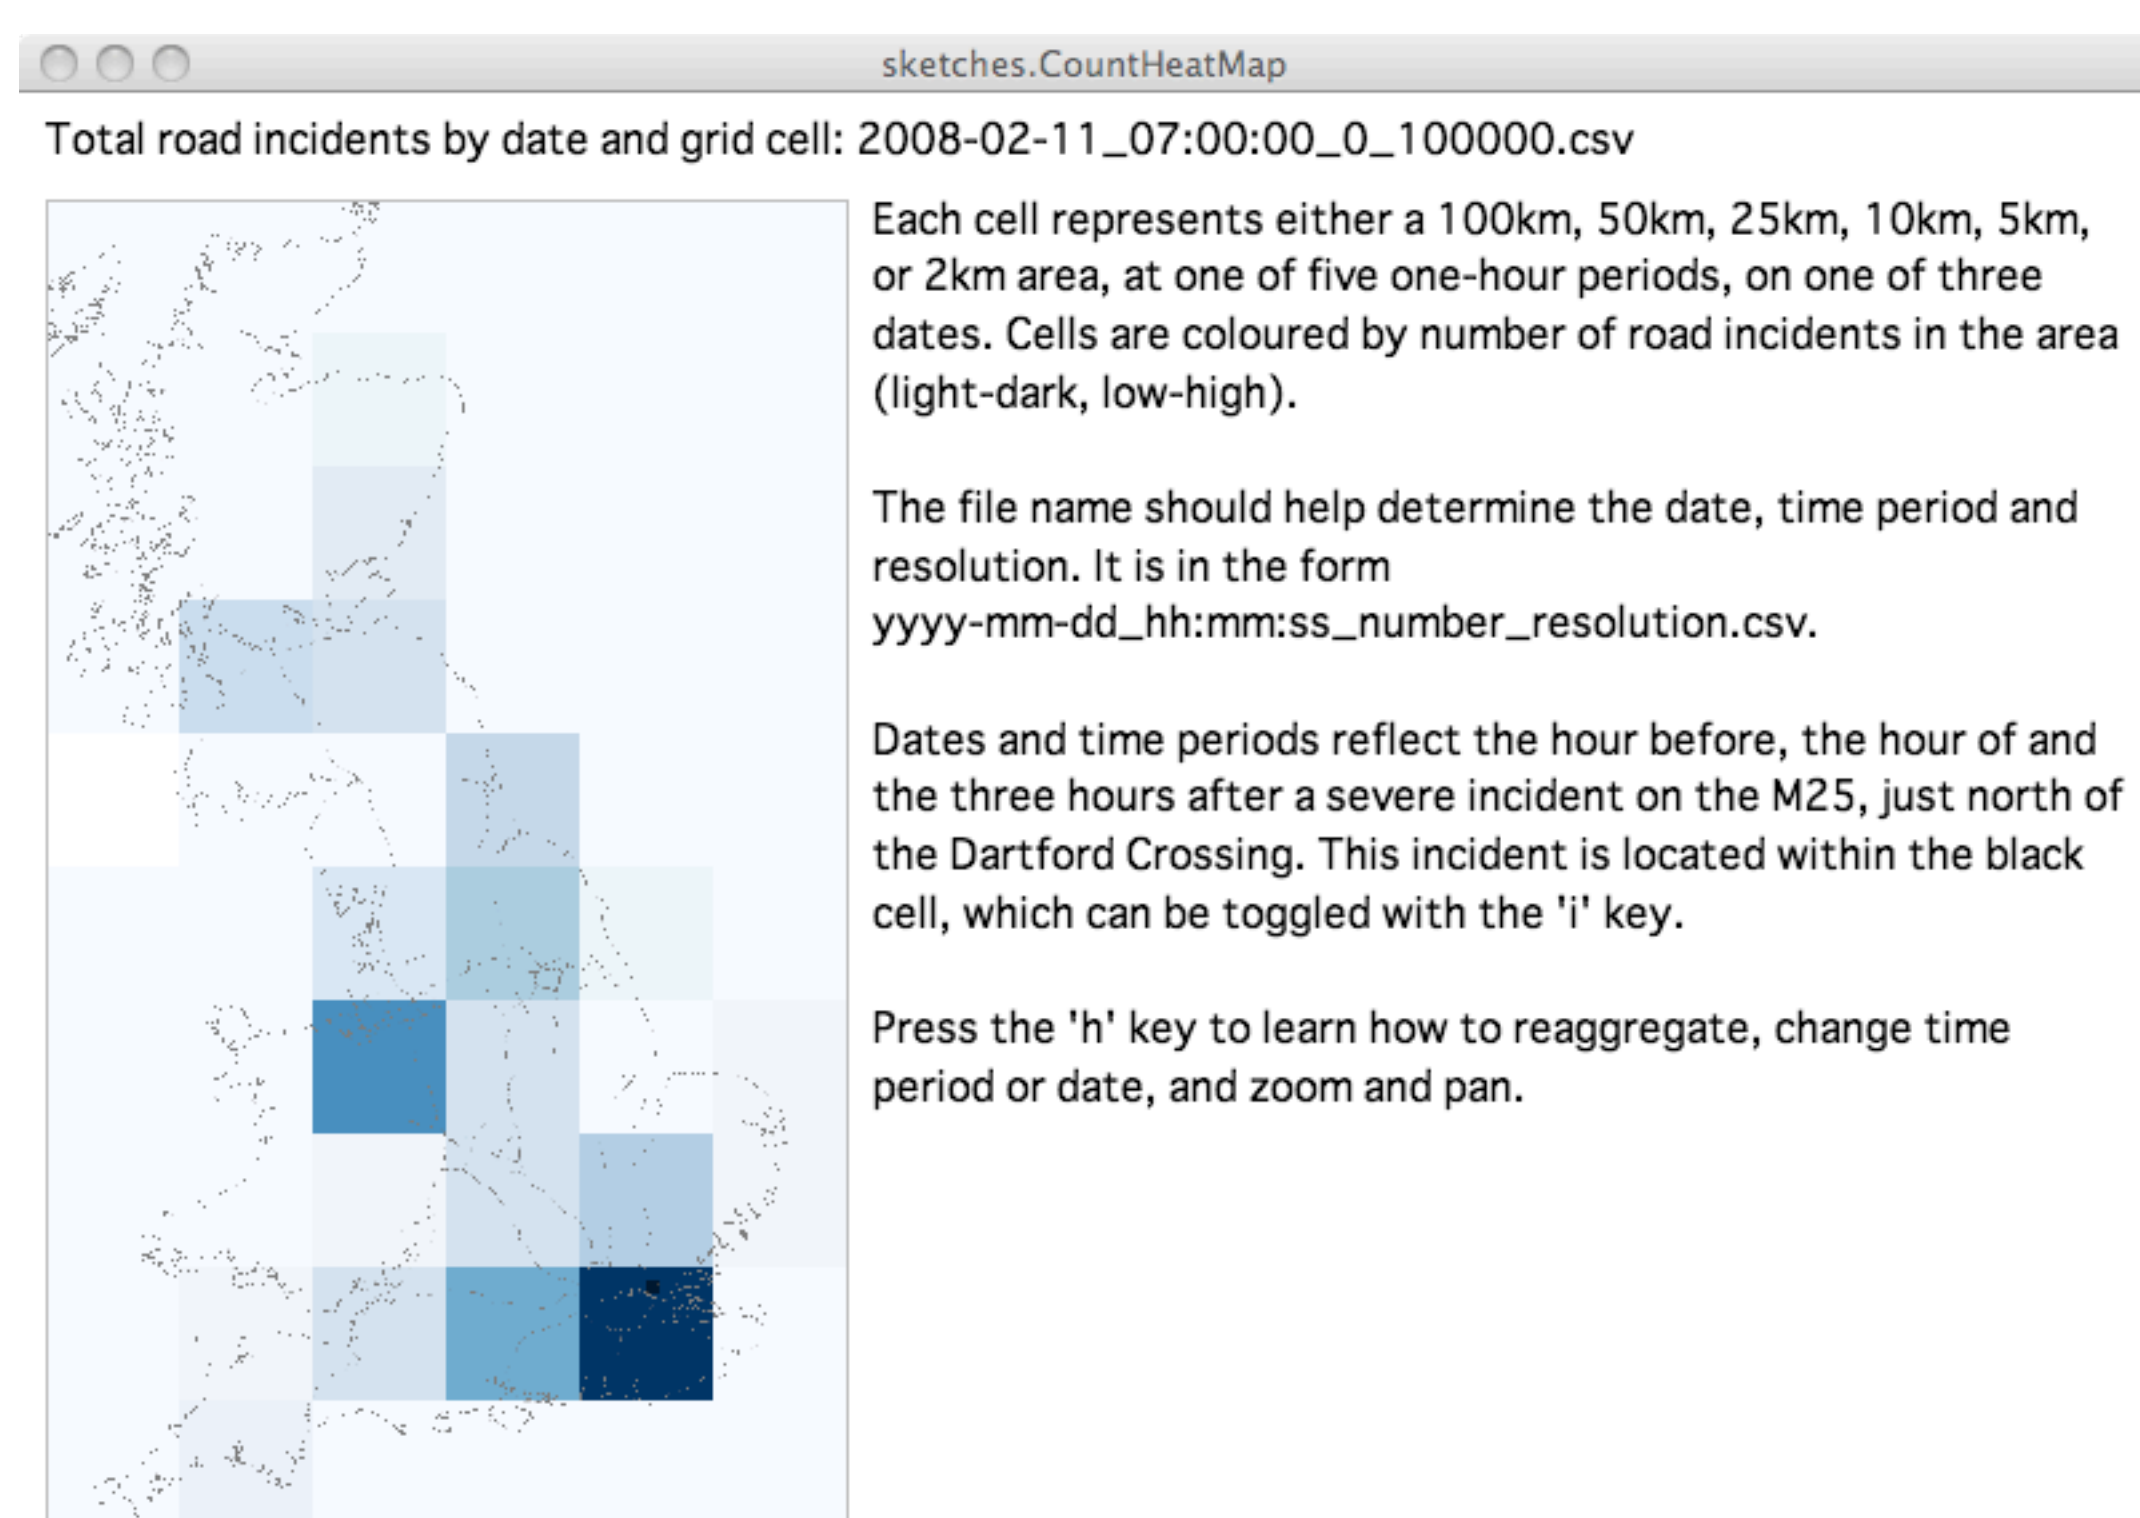 sketches.CountHeatMap
Total road incidents by date and grid cell: 2008-02-11_07:00:00_0_100000.csv
Each cell represents either a 100km, 50km, 25km, 10km, 5km,
or 2km area, at one of five one-hour periods, on one of three
dates. Cells are coloured by number of road incidents in the area
(light-dark, low-high).
The file name should help determine the date, time period and
resolution. It is in the form
yyyy-mm-dd_hh:mm:ss_number_resolution.csv.
Dates and time periods reflect the hour before, the hour of and
the three hours after a severe incident on the M25, just north of
the Dartford Crossing. This incident is located within the black
cell, which can be toggled with the 'i' key.
Press the 'h' key to learn how to reaggregate, change time
period or date, and zoom and pan.